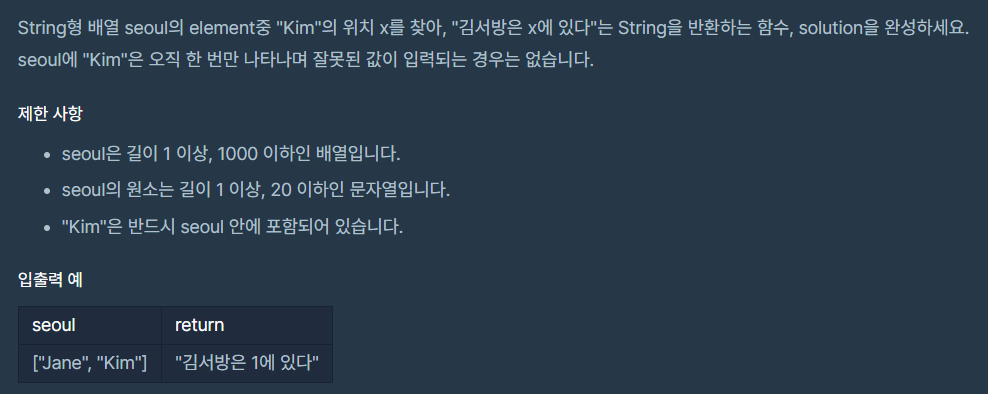 String형 배열 seoul의 element중 "Kim"의 위치 x를 찾아, "김서방은 x에 있다"는 String을 반환하는 함수, solution을 완성하세요.
seoul에 "Kim"은 오직 한 번만 나타나며 잘못된 값이 입력되는 경우는 없습니다.
제한 사항
• seoul은 길이 1 이상, 1000 이하인 배열입니다.
• seoul의 원소는 길이 1 이상, 20 이하인 문자열입니다.
• "Kim"은 반드시 seoul 안에 포함되어 있습니다.
입출력 예
seoul return
["Jane", "Kim"] "김서방은 1에 있다"